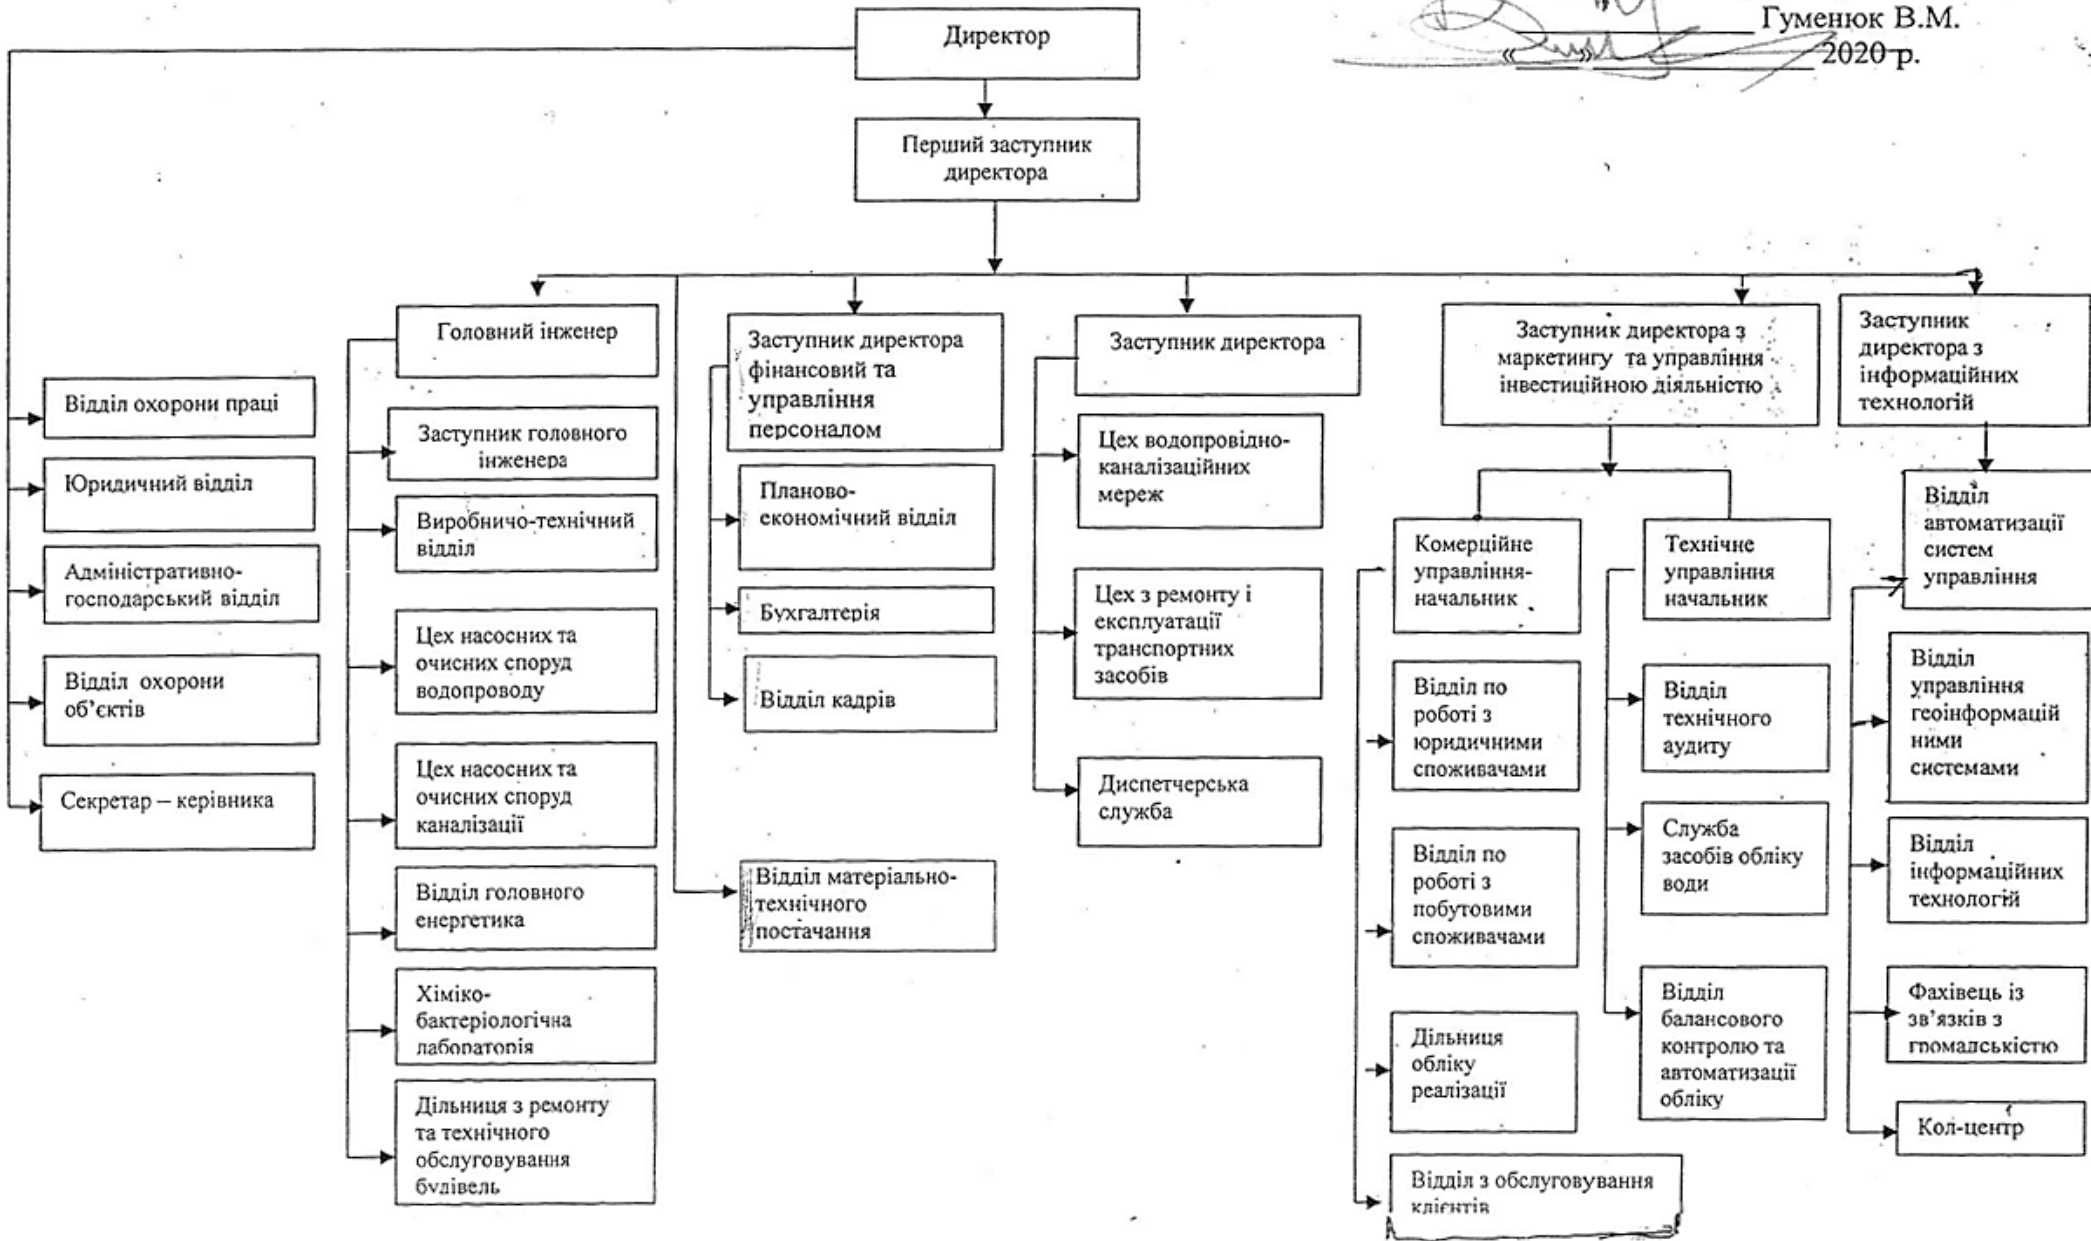 Гуменюк В.М.
«    »    2020 р.
Директор
Перший заступник
директора
Відділ охорони праці
Юридичний відділ
Адміністративно-
господарський відділ
Відділ охорони
об’єктів
Секретар – керівника
Головний інженер
Заступник головного
інженера
Виробничо-технічний
відділ
Цех насосних та
очисних споруд
водопроводу
Цех насосних та
очисних споруд
каналізації
Відділ головного
енергетика
Хіміко-
бактеріологічна
лабораторія
Дільниця з ремонту
та технічного
обслуговування
будівель
Заступник директора
фінансовий та
управління
персоналом
Планово-
економічний відділ
Бухгалтерія
Відділ кадрів
Відділ матеріально-
технічного
постачання
Заступник директора
Цех водопровідно-
каналізаційних
мереж
Цех з ремонту і
експлуатації
транспортних
засобів
Диспетчерська
служба
Заступник директора з
маркетингу та управління
інвестиційною діяльністю
Комерційне
управління-
начальник
Відділ по
роботі з
юридичними
споживачами
Відділ по
роботі з
побутовими
споживачами
Дільниця
обліку
реалізації
Відділ з обслуговування
клієнтів
Технічне
управління
начальник
Відділ
технічного
аудиту
Служба
засобів обліку
води
Відділ
балансового
контролю та
автоматизації
обліку
Заступник
директора з
інформаційних
технологій
Відділ
автоматизації
систем
управління
Відділ
управління
геоінформацій
ними
системами
Відділ
інформаційних
технологій
Фахівець із
зв’язків з
громадськістю
Кол-центр